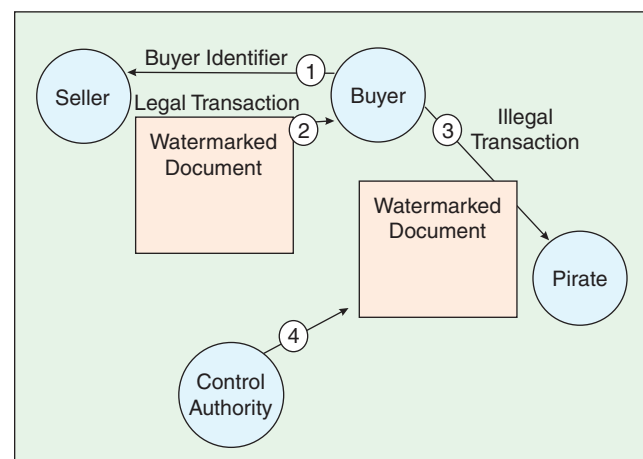 Buyer Identifier
1
Seller
Buyer
Legal Transaction
2
3
Illegal
Transaction
Watermarked
Document
Watermarked
Document
Pirate
4
Control
Authority